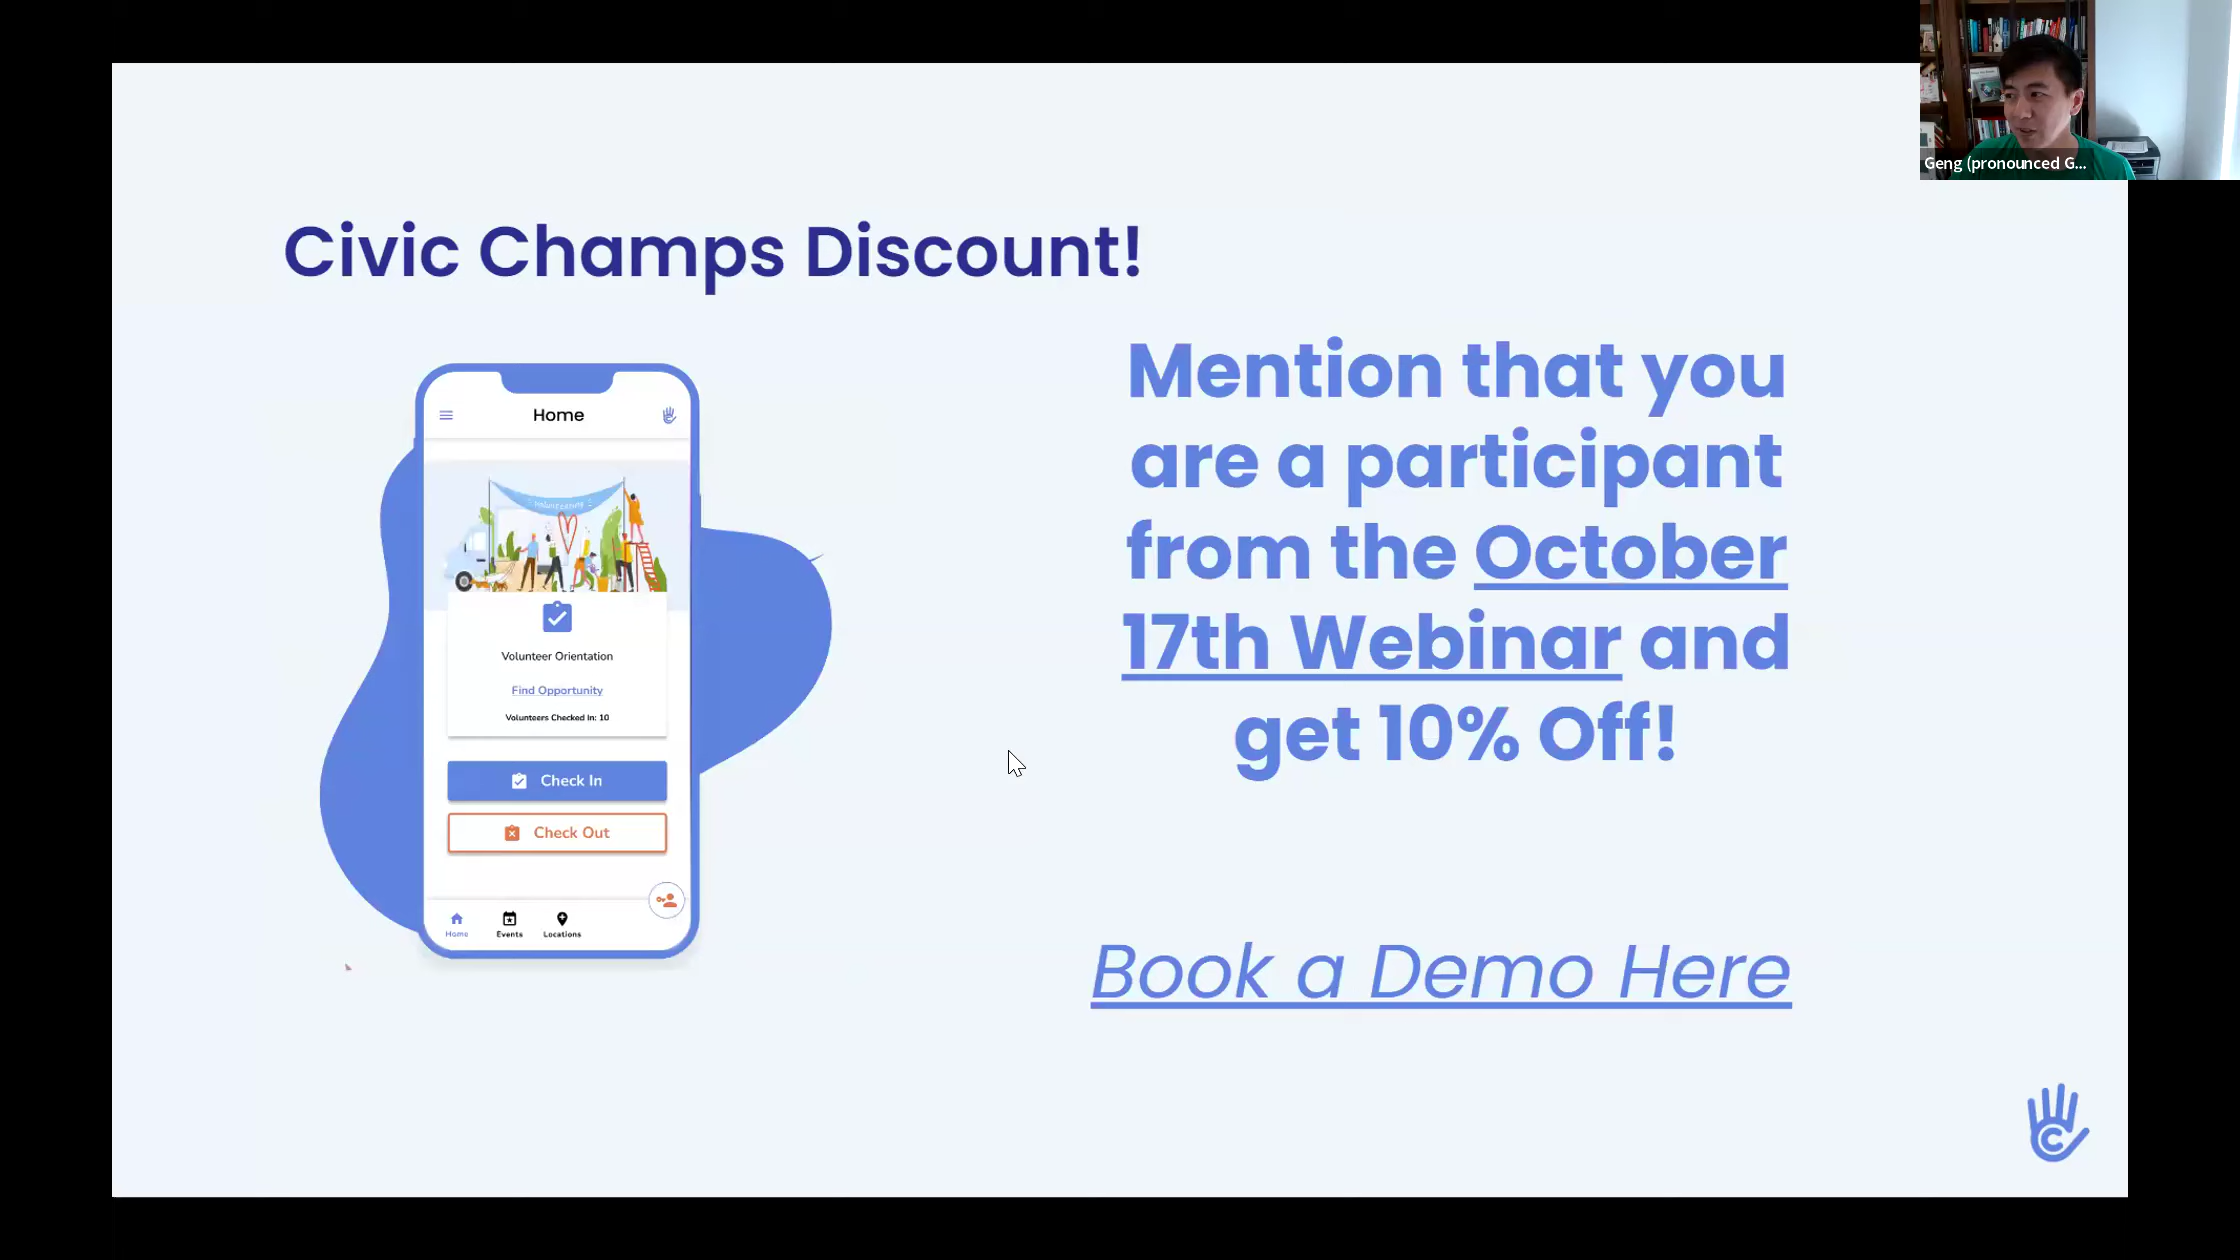 Geng (pronounced G...
Civic Champs Discount!
Home
volunteering
Volunteer Orientation
Find Opportunity
Volunteers Checked In: 10
Check In
Check Out
Home
Events
Locations
Mention that you
are a participant
from the October
17th Webinar and
get 10% Off!
Book a Demo Here